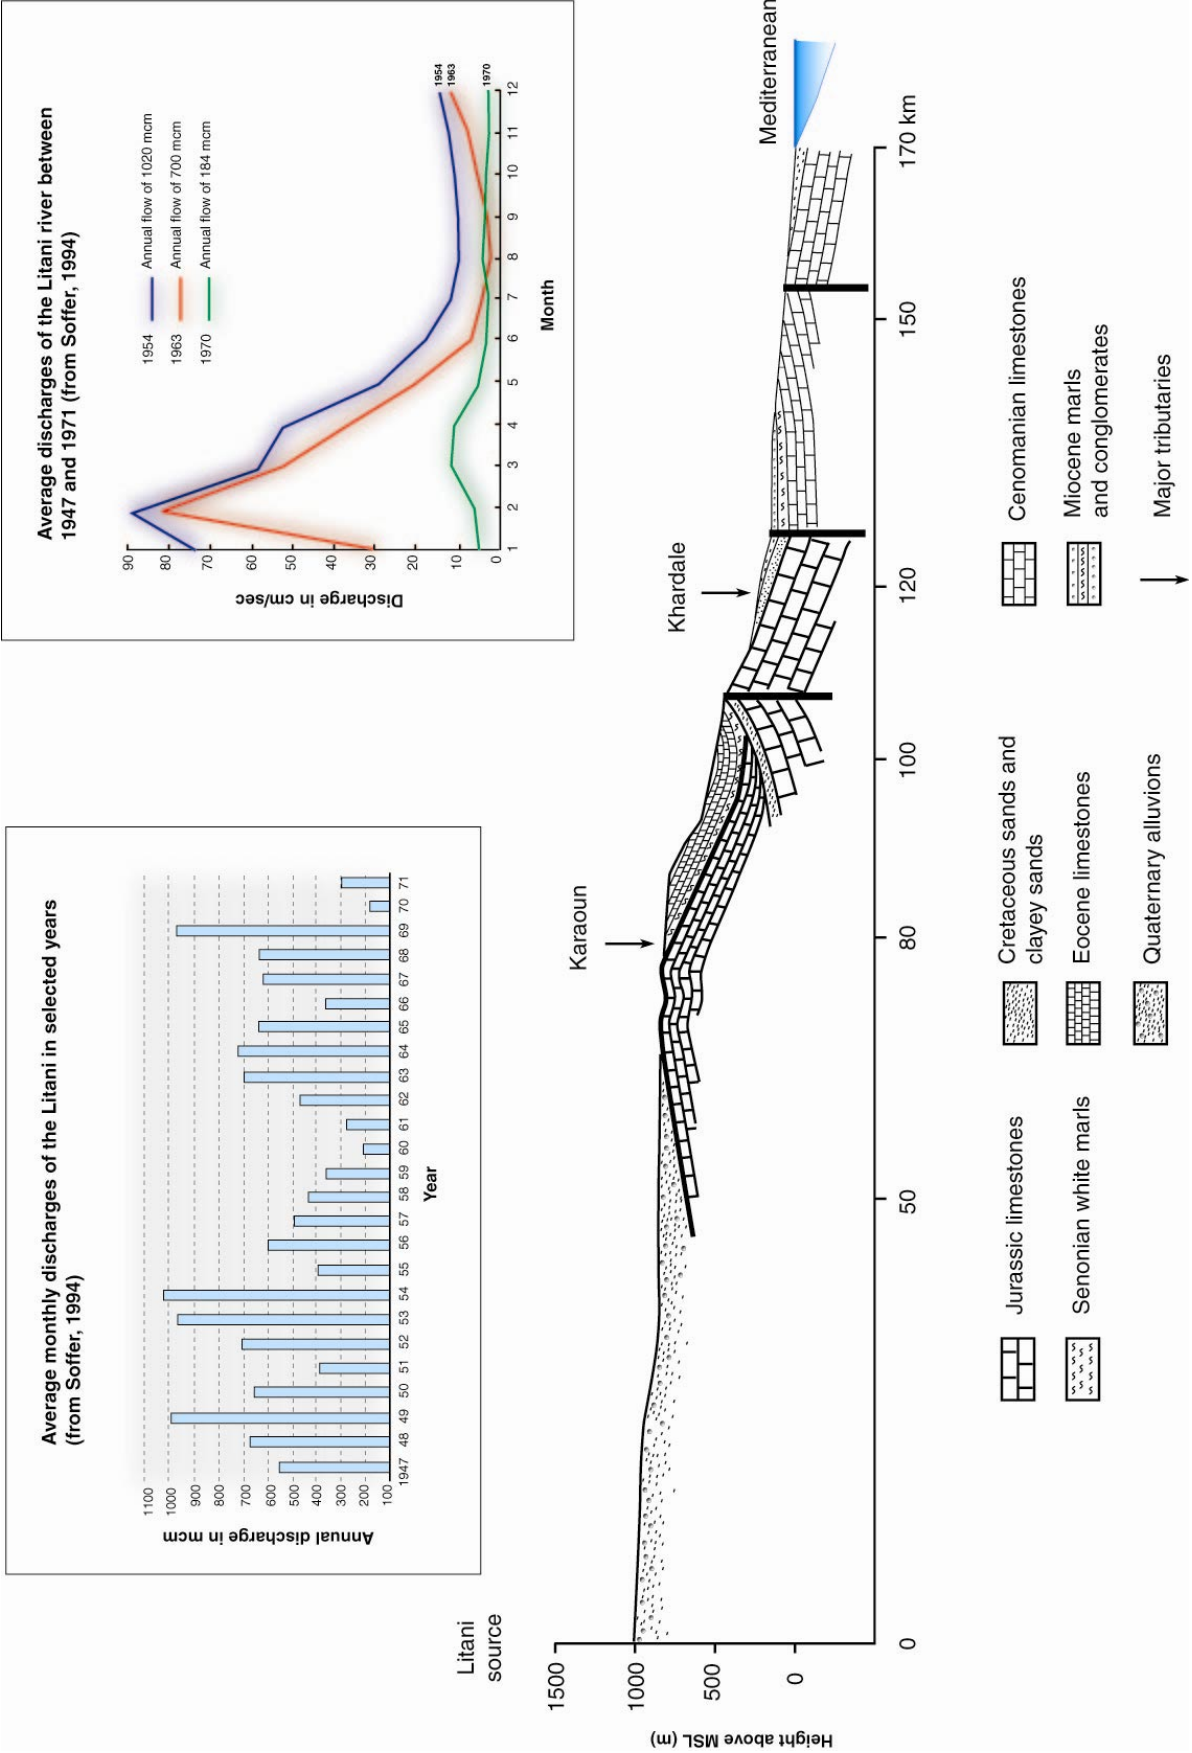 Average monthly discharges of the Litani in selected years
(from Soffer, 1994)
Annual discharge in mcm
1100
1000
900
800
700
600
500
400
300
200
100
1947 48 49 50 51 52 53 54 55 56 57 58 59 60 61 62 63 64 65 66 67 68 69 70 71
Year
Average discharges of the Litani river between
1947 and 1971 (from Soffer, 1994)
1954 Annual flow of 1020 mcm
1963 Annual flow of 700 mcm
1970 Annual flow of 184 mcm
Discharge in cm/sec
90
80
70
60
50
40
30
20
10
0
1954
1963
1970
1 2 3 4 5 6 7 8 9 10 11 12
Month
Litani
source
Karaoun
Khardale
Mediterranean
Height above MSL (m)
1500
1000
500
0
0 50 80 100 120 150 170 km
Jurassic limestones
Senonian white marls
Cretaceous sands and
clayey sands
Eocene limestones
Quaternary alluvions
Cenomanian limestones
Miocene marls
and conglomerates
Major tributaries